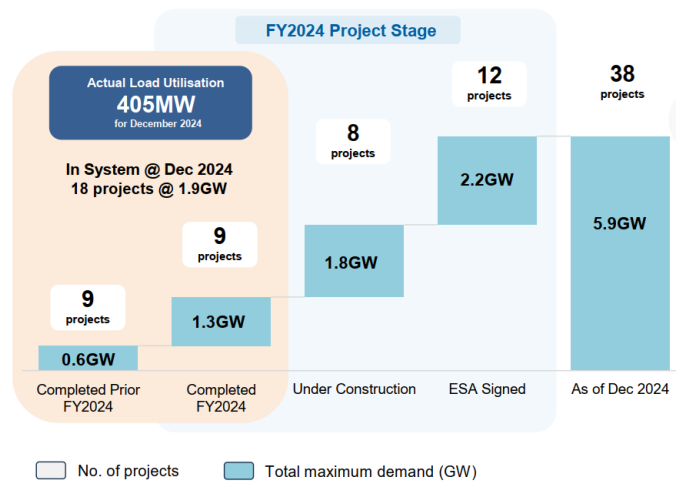 FY2024 Project Stage
Actual Load Utilisation
405MW
for December 2024
In System @ Dec 2024
18 projects @ 1.9GW
9
projects
0.6GW
Completed Prior
FY2024
9
projects
1.3GW
Completed
FY2024
8
projects
1.8GW
Under Construction
12
projects
2.2GW
ESA Signed
38
projects
5.9GW
As of Dec 2024
No. of projects
Total maximum demand (GW)